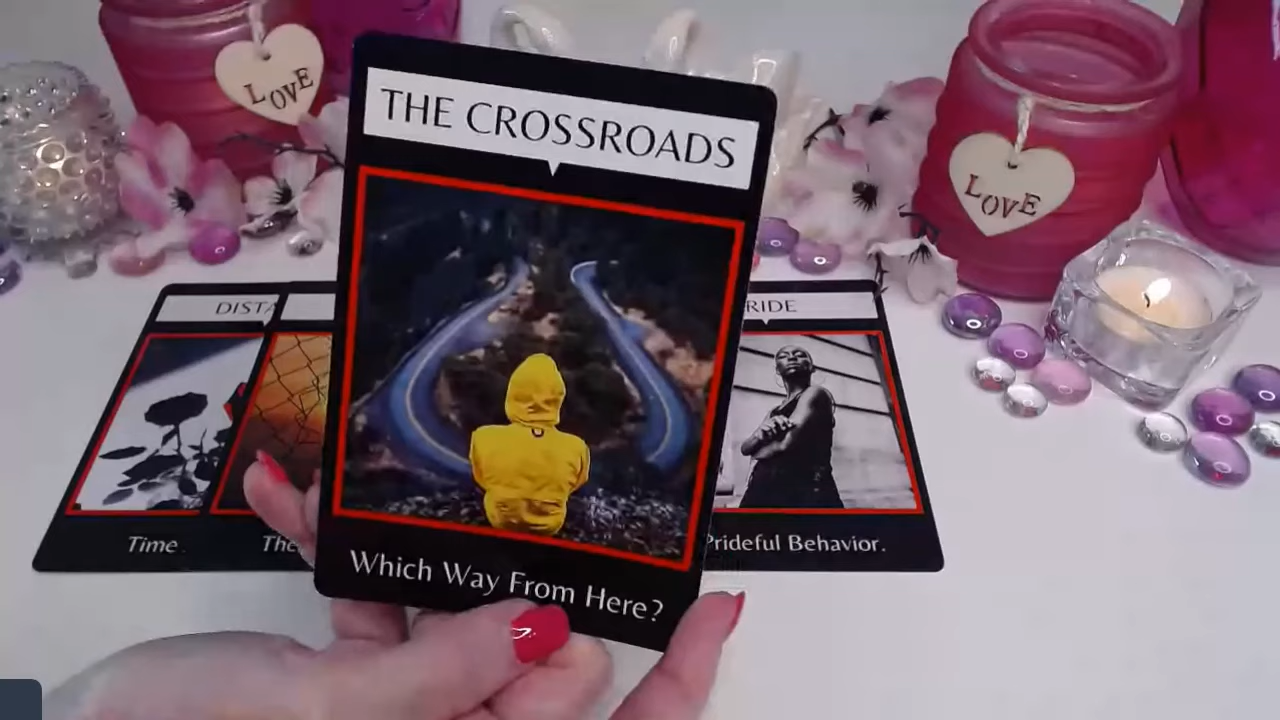 LOVE
LOVE
THE CROSSROADS
DISTA
RIDE
Time.
The
Prideful Behavior.
Which Way From Here?